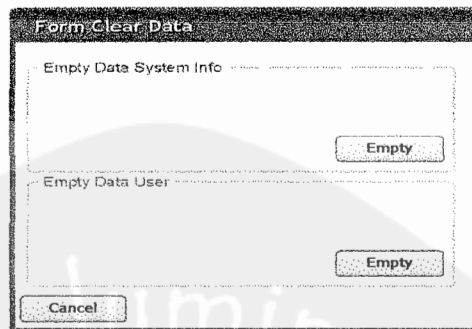 Form Clear Data
Empty Data System Info
Empty
Empty Data User
Empty
Cancel